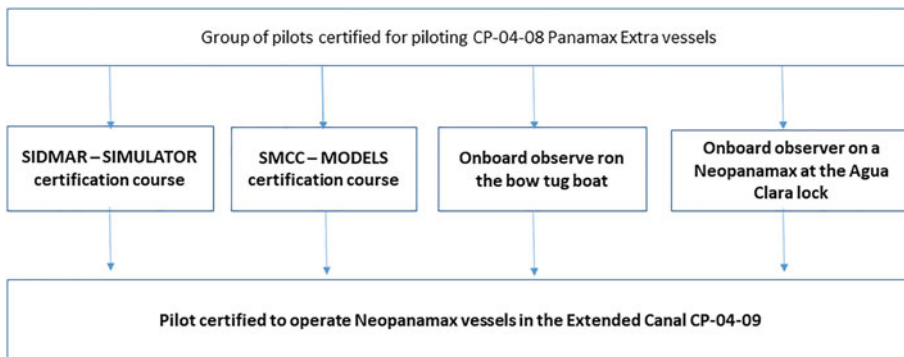 Group of pilots certified for piloting CP-04-08 Panamax Extra vessels
SIDMAR – SIMULATOR
certification course
SMCC – MODELS
certification course
Onboard observe ron
the bow tug boat
Onboard observer on a
Neopanamax at the Agua
Clara lock
Pilot certified to operate Neopanamax vessels in the Extended Canal CP-04-09